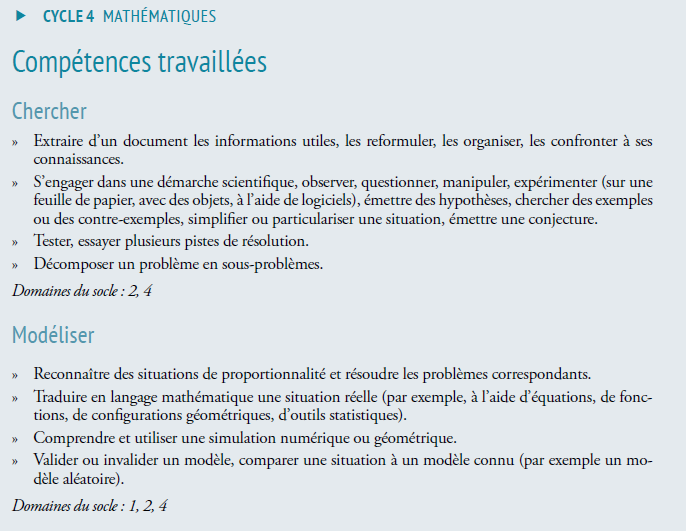 ► CYCLE 4 MATHÉMATIQUES
Compétences travaillées
Chercher
» Extraire d'un document les informations utiles, les reformuler, les organiser, les confronter à ses
connaissances.
» S'engager dans une démarche scientifique, observer, questionner, manipuler, expérimenter (sur une
feuille de papier, avec des objets, à l'aide de logiciels), émettre des hypothèses, chercher des exemples
ou des contre-exemples, simplifier ou particulariser une situation, émettre une conjecture.
» Tester, essayer plusieurs pistes de résolution.
» Décomposer un problème en sous-problèmes.
Domaines du socle : 2, 4
Modéliser
» Reconnaître des situations de proportionnalité et résoudre les problèmes correspondants.
» Traduire en langage mathématique une situation réelle (par exemple, à l'aide d'équations, de fonc-
tions, de configurations géométriques, d'outils statistiques).
» Comprendre et utiliser une simulation numérique ou géométrique.
» Valider ou invalider un modèle, comparer une situation à un modèle connu (par exemple un mo-
dèle aléatoire).
Domaines du socle : 1, 2, 4